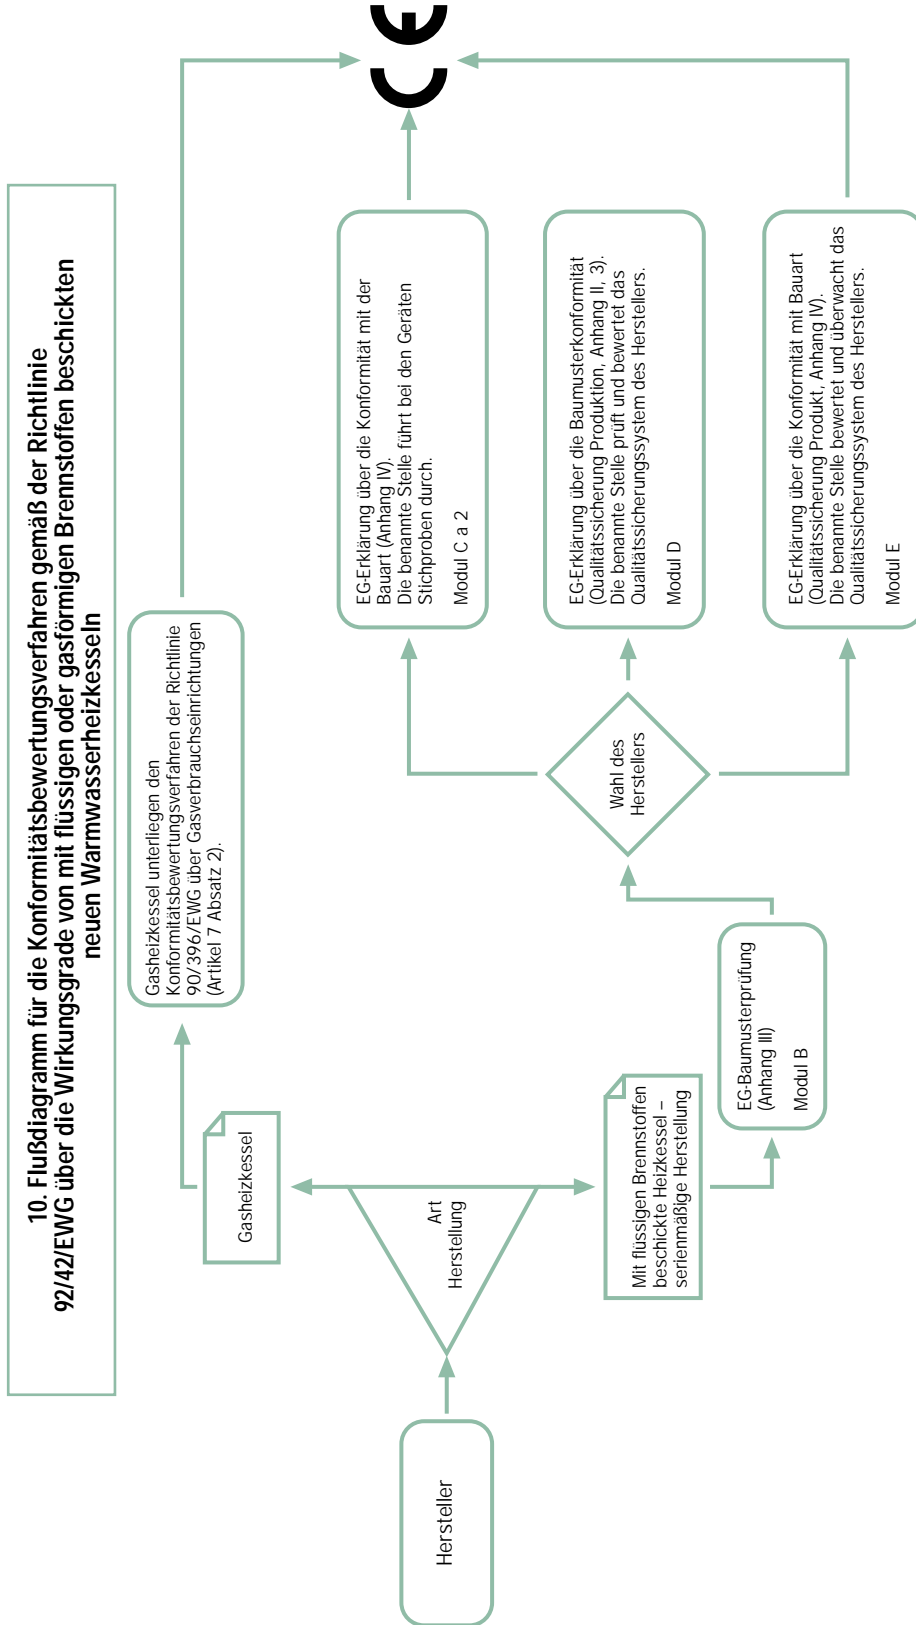 10. Flußdiagramm für die Konformitätsbewertungsverfahren gemäß der Richtlinie
92/42/EWG über die Wirkungsgrade von mit flüssigen oder gasförmigen Brennstoffen beschickten
neuen Warmwasserheizkesseln
Hersteller
Art
Herstellung
Gasheizkessel
Gasheizkessel unterliegen den
Konformitätsbewertungsverfahren der Richtlinie
90/396/EWG über Gasverbrauchseinrichtungen
(Artikel 7 Absatz 2).
Mit flüssigen Brennstoffen
beschickte Heizkessel –
serienmäßige Herstellung
EG-Baumusterprüfung
(Anhang III)
Modul B
Wahl des
Herstellers
EG-Erklärung über die Konformität mit der
Bauart (Anhang IV).
Die benannte Stelle führt bei den Geräten
Stichproben durch.
Modul C a 2
EG-Erklärung über die Baumusterkonformität
(Qualitätssicherung Produktion, Anhang II, 3).
Die benannte Stelle prüft und bewertet das
Qualitätssicherungssystem des Herstellers.
Modul D
EG-Erklärung über die Konformität mit Bauart
(Qualitätssicherung Produkt, Anhang IV).
Die benannte Stelle bewertet und überwacht das
Qualitätssicherungssystem des Herstellers.
Modul E
CE